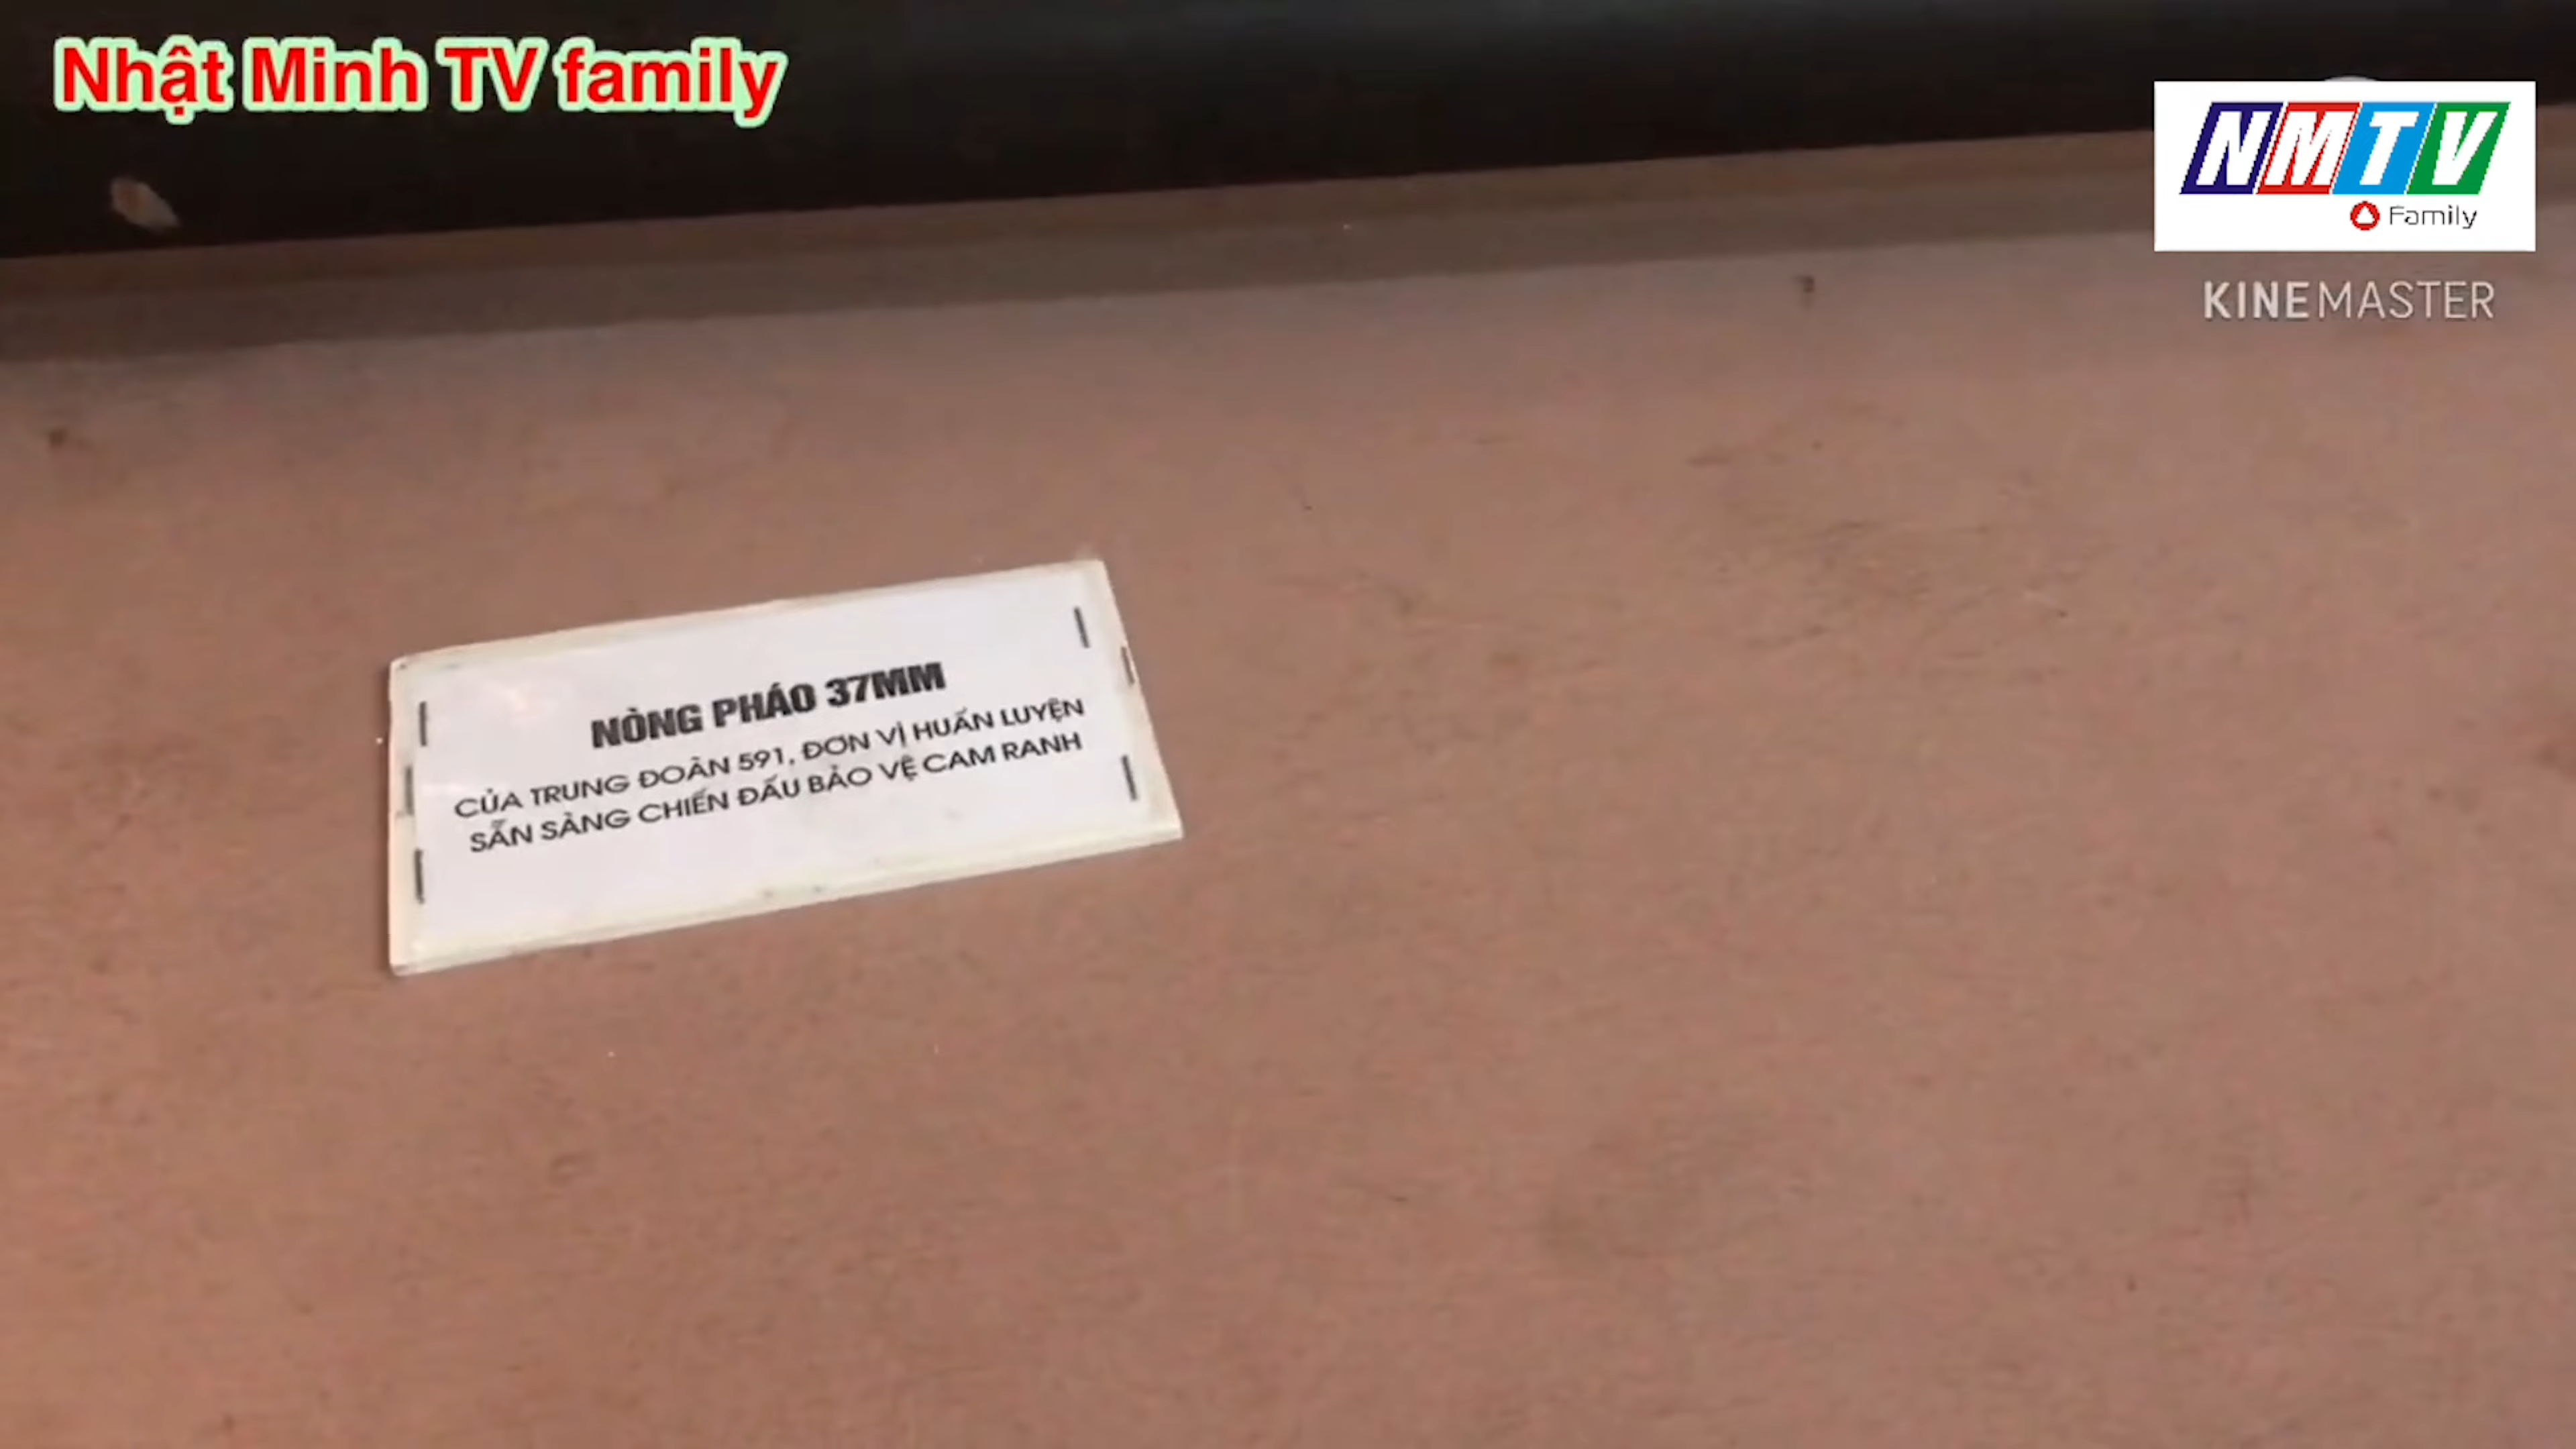 Nhật Minh TV family
NMTV
Family
KINEMASTER
NÒNG PHÁO 37MM
CỦA TRUNG ĐOÀN 591, ĐƠN VỊ HUẤN LUYỆN
SẴN SÀNG CHIẾN ĐẤU BẢO VỆ CAM RANH